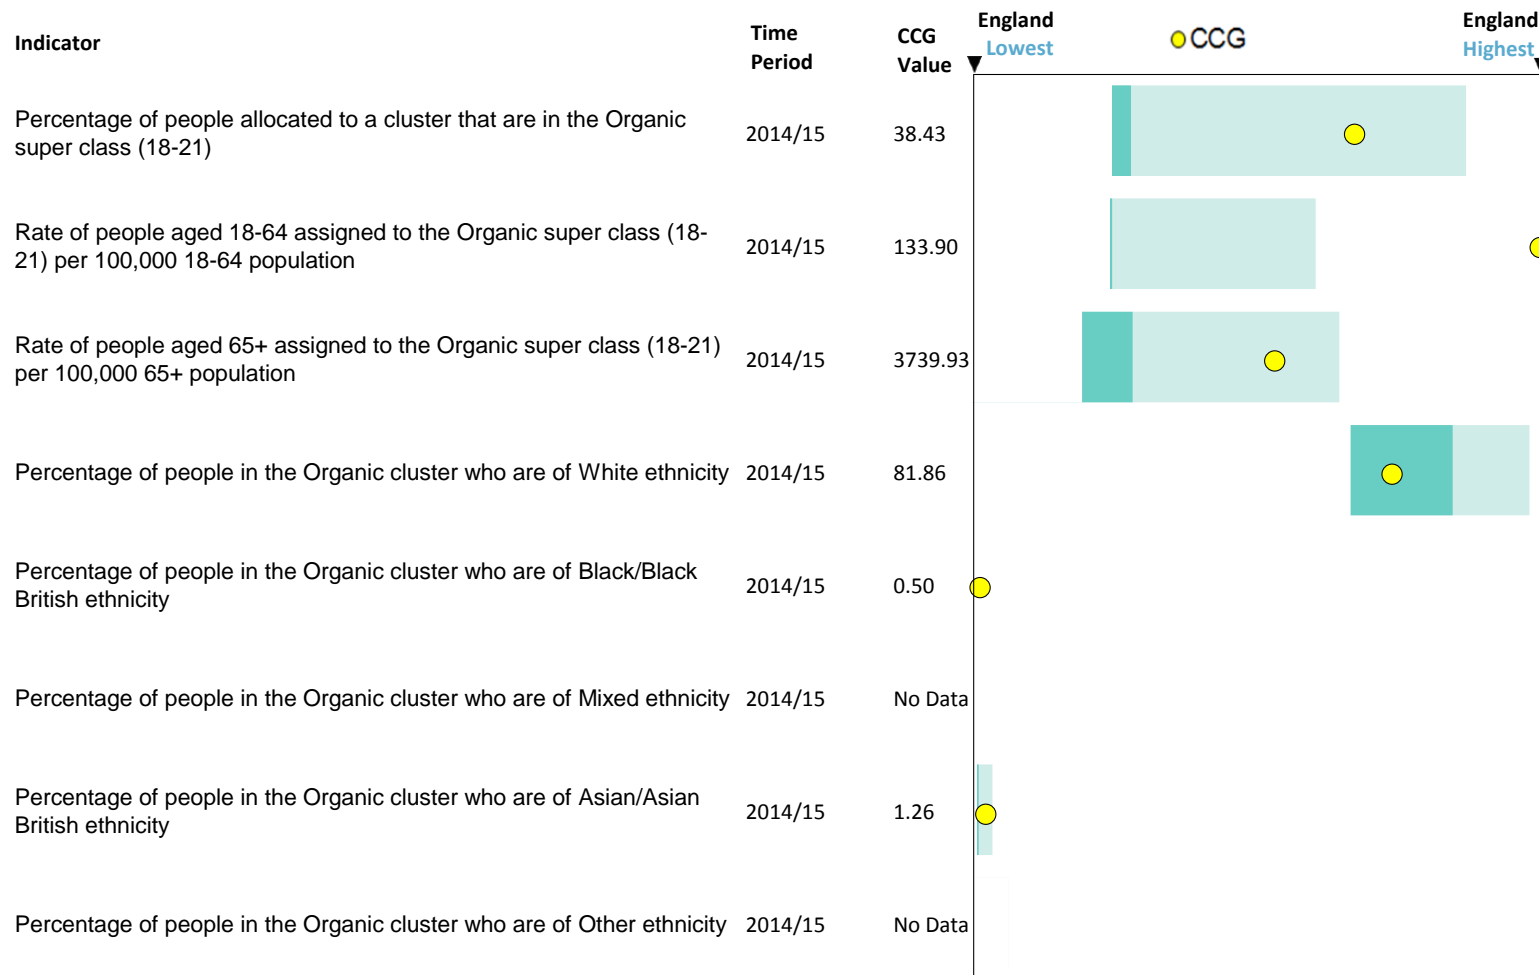 Indicator
Time
Period
CCG
Value
England
Lowest
CCG
England
Highest
Percentage of people allocated to a cluster that are in the Organic
super class (18-21)
2014/15
38.43
Rate of people aged 18-64 assigned to the Organic super class (18-
21) per 100,000 18-64 population
2014/15
133.90
Rate of people aged 65+ assigned to the Organic super class (18-21)
per 100,000 65+ population
2014/15
3739.93
Percentage of people in the Organic cluster who are of White ethnicity
2014/15
81.86
Percentage of people in the Organic cluster who are of Black/Black
British ethnicity
2014/15
0.50
Percentage of people in the Organic cluster who are of Mixed ethnicity
2014/15
No Data
Percentage of people in the Organic cluster who are of Asian/Asian
British ethnicity
2014/15
1.26
Percentage of people in the Organic cluster who are of Other ethnicity
2014/15
No Data